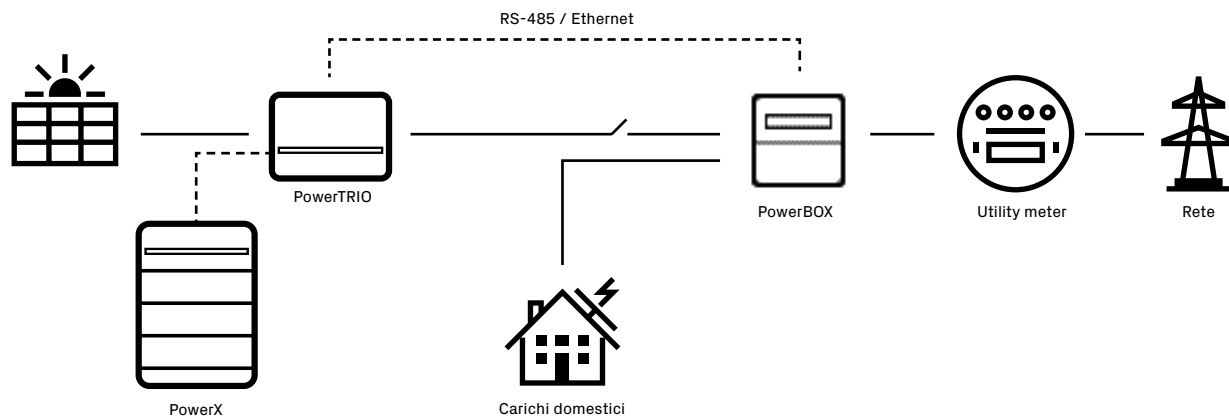 RS-485 / Ethernet
PowerTRIO
PowerBOX
Utility meter
Rete
PowerX
Carichi domestici